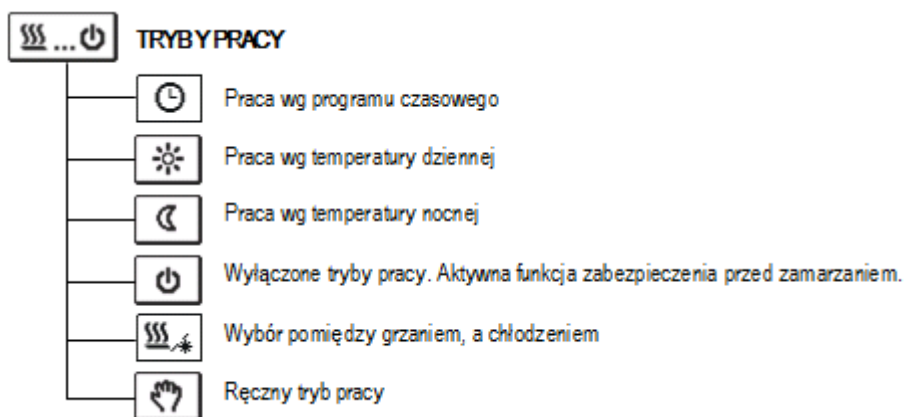 TRYBY PRACY
Praca wg programu czasowego
Praca wg temperatury dziennej
Praca wg temperatury nocnej
Wyłączone tryby pracy. Aktywna funkcja zabezpieczenia przed zamarzaniem.
Wybór pomiędzy grzaniem, a chłodzeniem
Ręczny tryb pracy